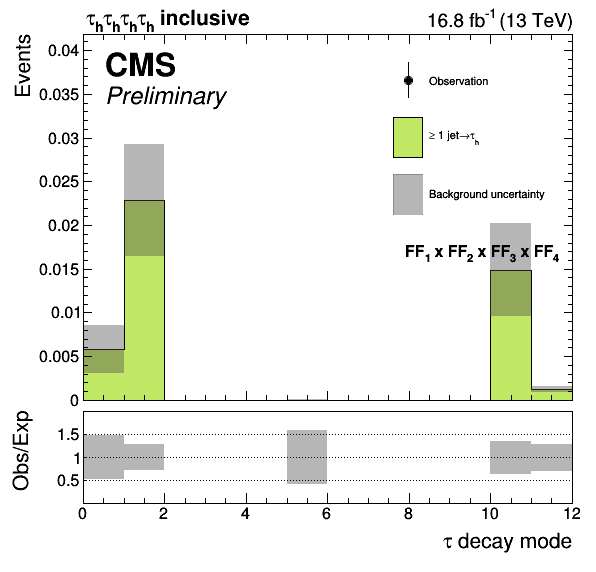 τhτhτhτh inclusive
16.8 fb⁻¹ (13 TeV)
Events
CMS
Preliminary
Observation
≥ 1 jet→τh
Background uncertainty
FF1 x FF2 x FF3 x FF4
0.04
0.035
0.03
0.025
0.02
0.015
0.01
0.005
0
Obs/Exp
1.5
1
0.5
0 2 4 6 8 10 12
τ decay mode